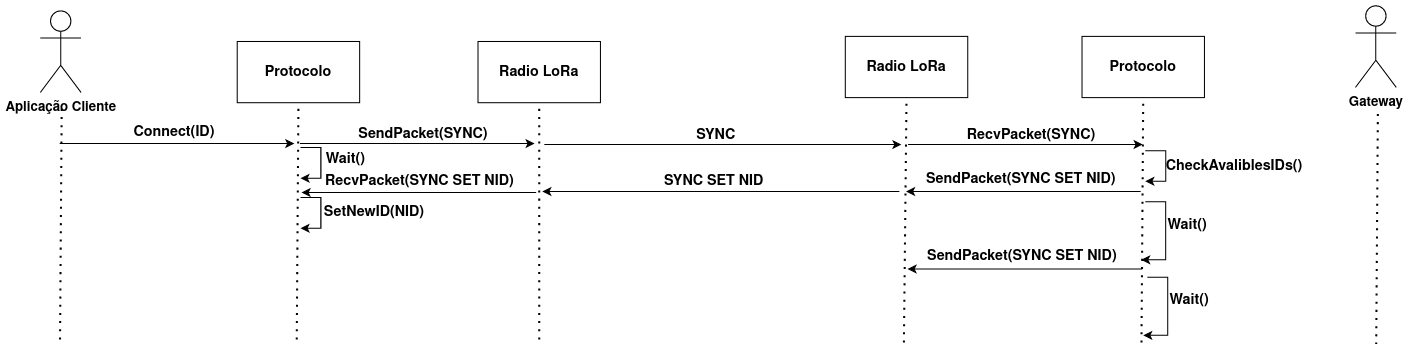 Aplicação Cliente
Protocolo
Radio LoRa
Radio LoRa
Protocolo
Gateway
Connect(ID)
SendPacket(SYNC)
SYNC
RecvPacket(SYNC)
Wait()
CheckAvaliblesIDs()
RecvPacket(SYNC SET NID)
SYNC SET NID
SendPacket(SYNC SET NID)
SetNewID(NID)
Wait()
SendPacket(SYNC SET NID)
Wait()